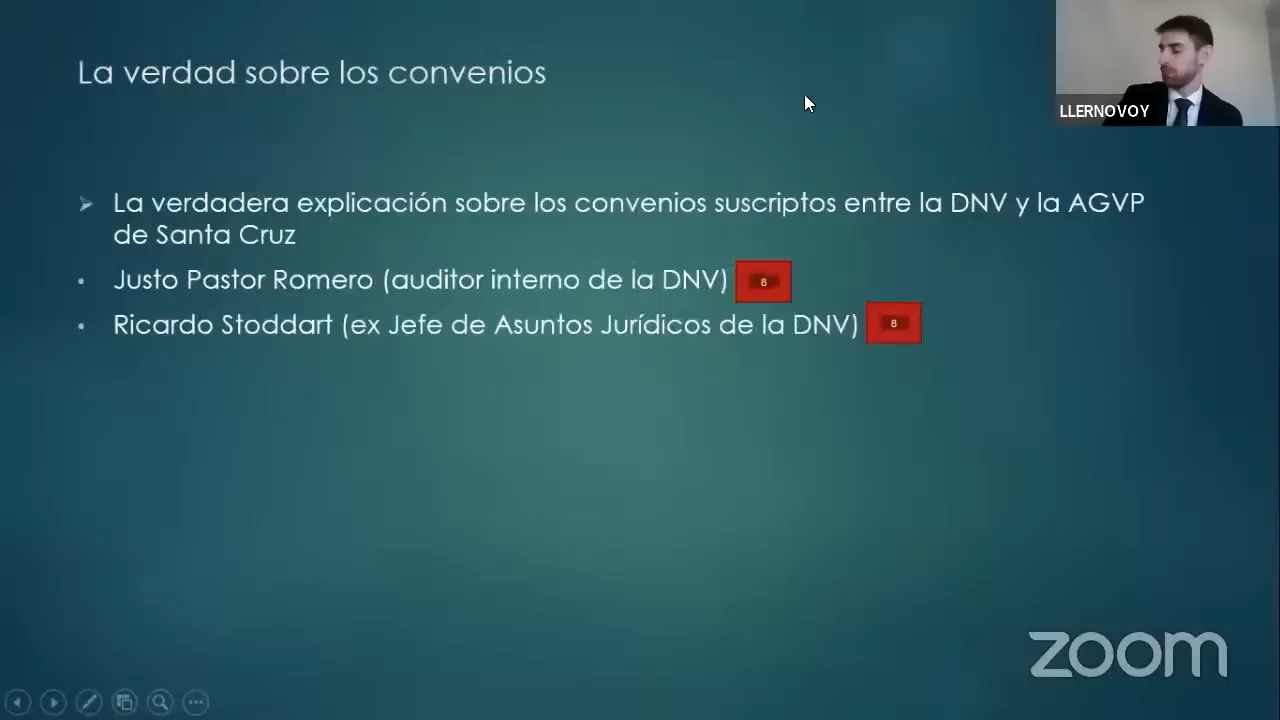 La verdad sobre los convenios
LLERNOVOY
La verdadera explicación sobre los convenios suscriptos entre la DNV y la AGVP
de Santa Cruz
Justo Pastor Romero (auditor interno de la DNV) 8
Ricardo Stoddart (ex Jefe de Asuntos Jurídicos de la DNV) 8
zoom